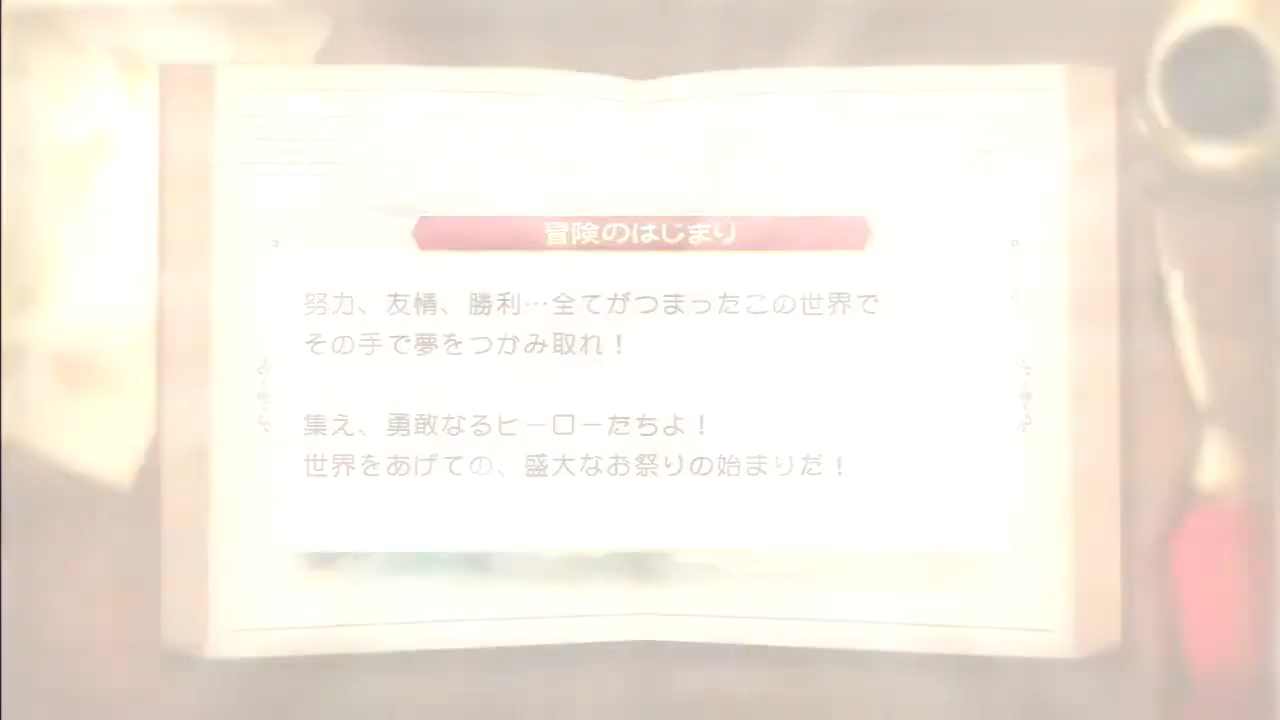 冒険のはじまり
努力、友情、勝利…全てがつまったこの世界で
その手で夢をつかみ取れ！
集え、勇敢なるヒーローたちよ！
世界をあげての、盛大なお祭りの始まりだ！